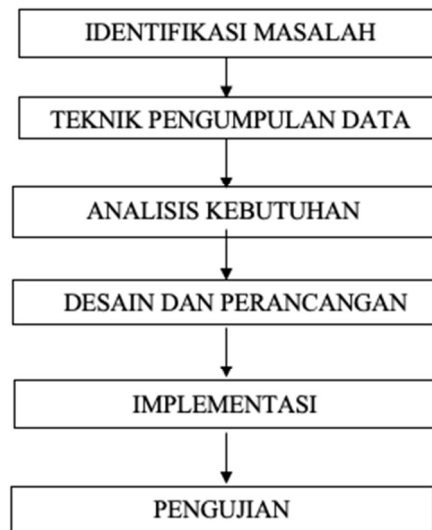 IDENTIFIKASI MASALAH
TEKNIK PENGUMPULAN DATA
ANALISIS KEBUTUHAN
DESAIN DAN PERANCANGAN
IMPLEMENTASI
PENGUJIAN